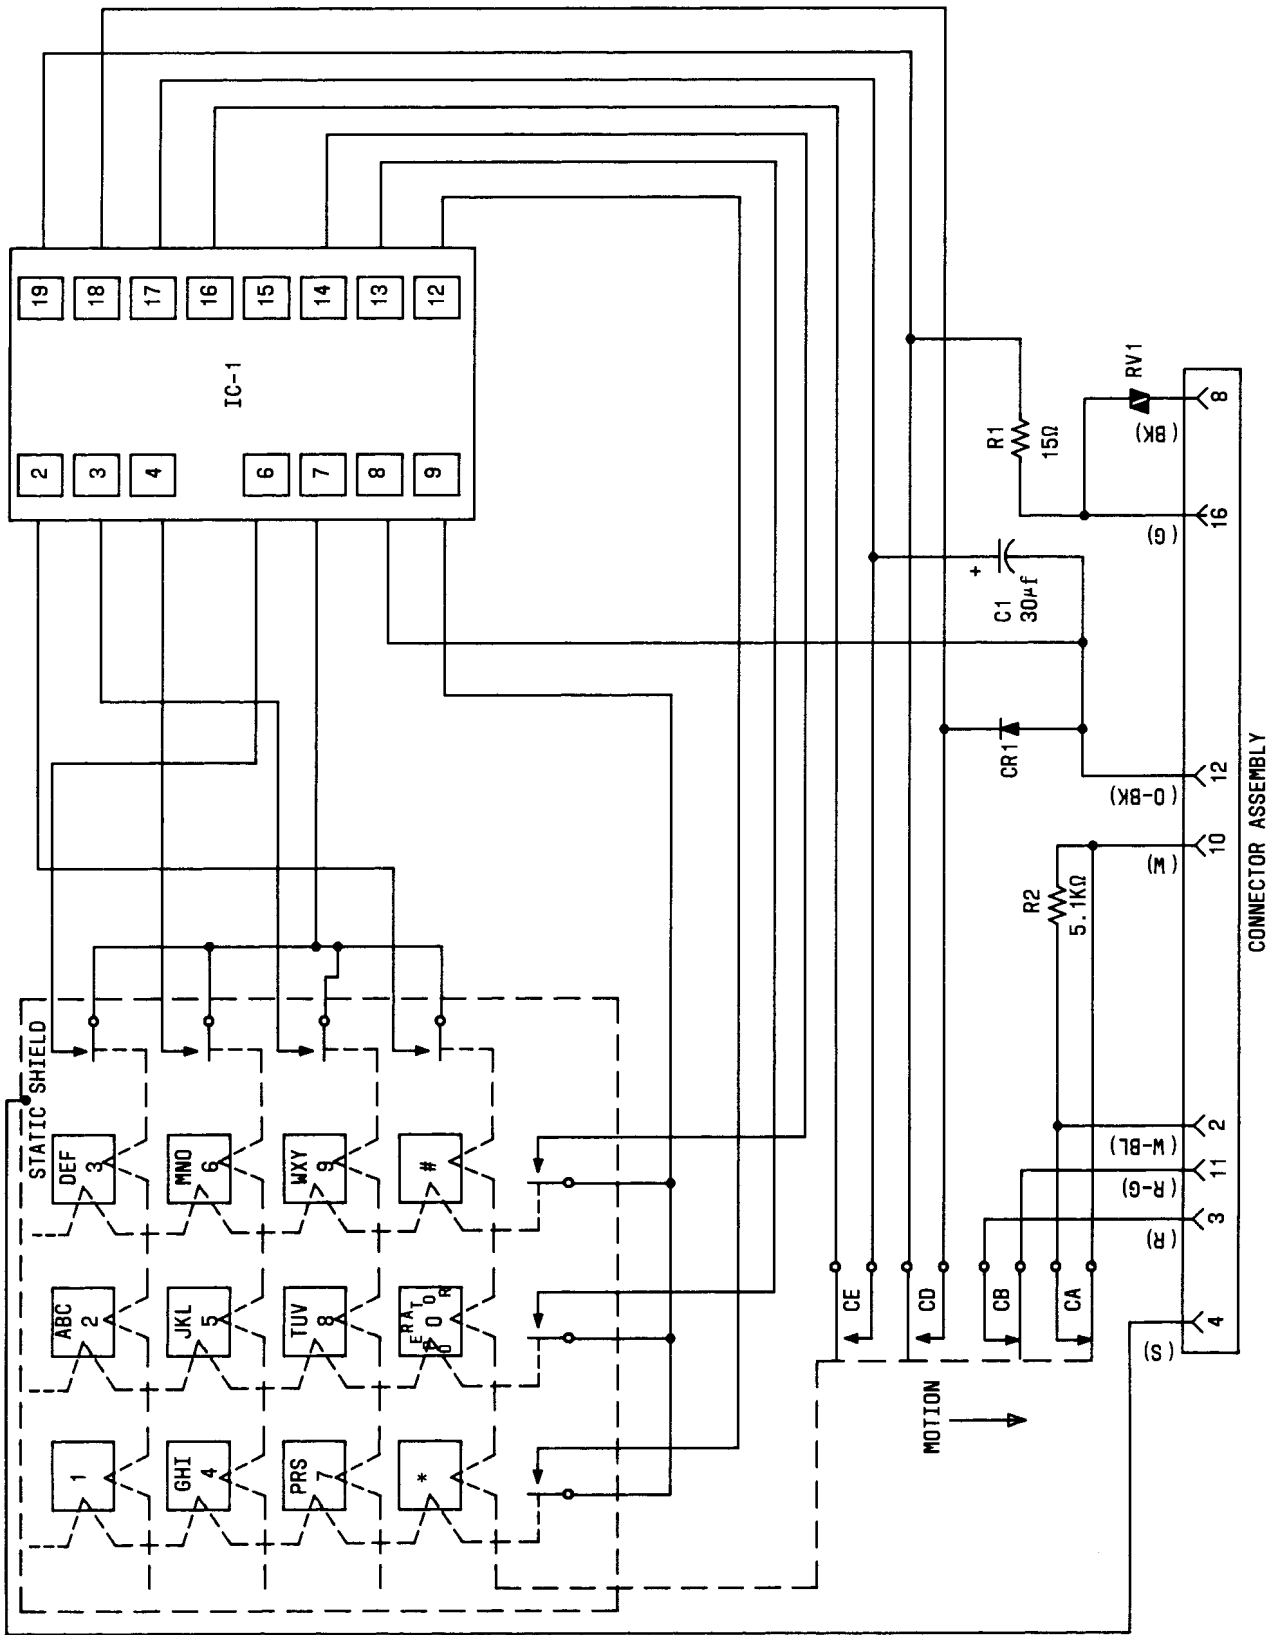 STATIC SHIELD
1
ABC
2
DEF
3
GHI
4
JKL
5
MNO
6
PRS
7
TUV
8
WXY
9
*
OPERATOR
0
#
IC-1
2
3
4
6
7
8
9
19
18
17
16
15
14
13
12
MOTION
CE
CD
CB
CA
R2
5.1KΩ
CR1
C1
30µf
+
R1
15Ω
RV1
(S)
(R)
(R-G)
(W-BL)
(W)
(O-BK)
(G)
(BK)
4
3
11
2
10
12
16
8
CONNECTOR ASSEMBLY